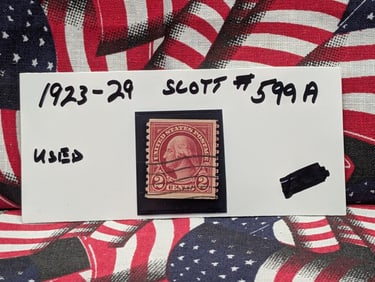 1923-29 SCOTT # 599A
USED
UNITED STATES POSTAGE
2 CENTS 2